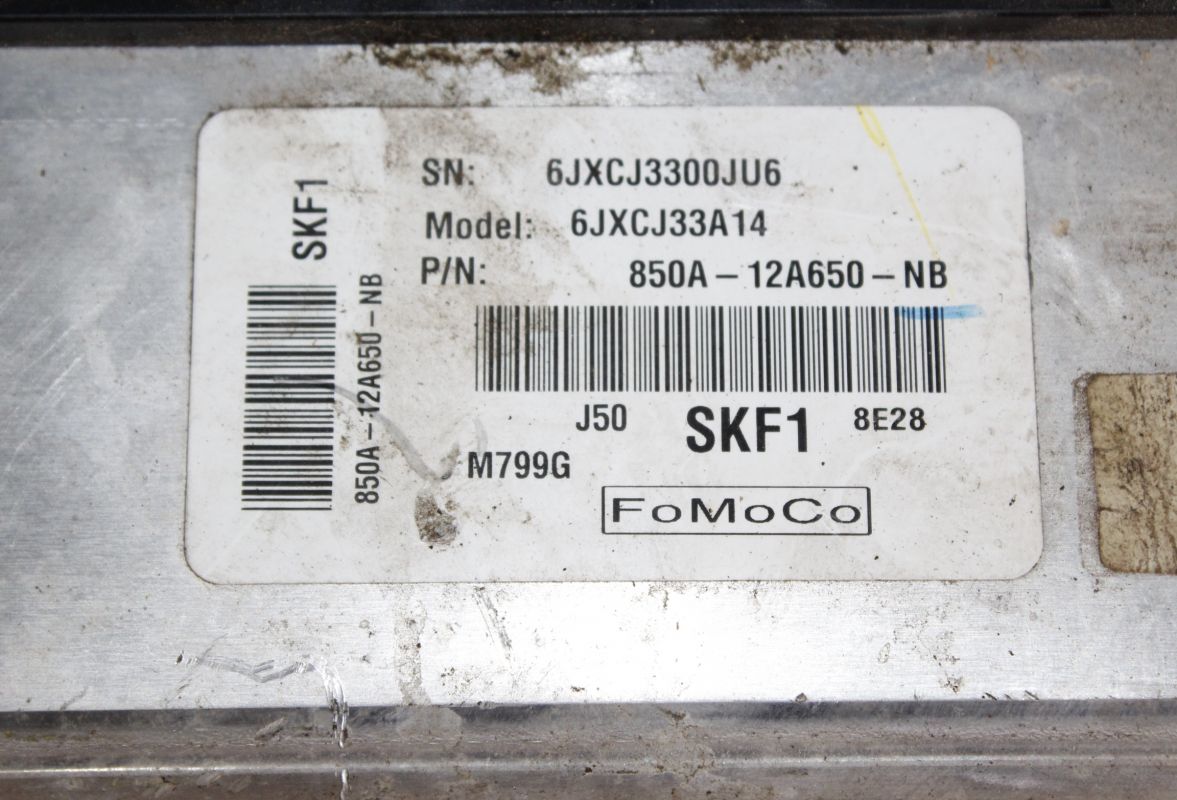 SN: 6JXCJ3300JU6
Model: 6JXCJ33A14
P/N: 850A-12A650-NB
J50 SKF1 8E28
M799G
FoMoCo
SKF1
850A-12A650-NB